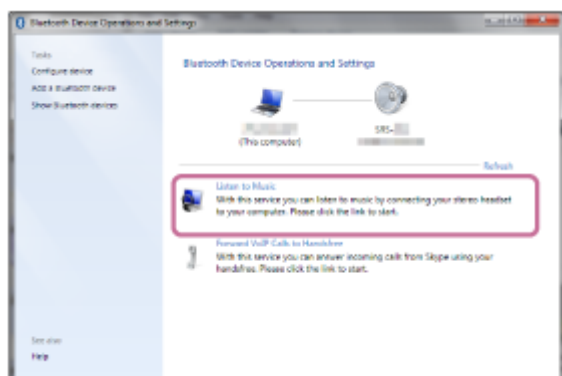 Bluetooth Device Operations and Settings
Tasks
Configure device
Add a Bluetooth device
Show Bluetooth devices
Bluetooth Device Operations and Settings
(This computer)
SRS-
Refresh
Listen to Music
With this service you can listen to music by connecting your stereo headset
to your computer. Please click the link to start.
Forward VoIP Calls to Handsfree
With this service you can answer incoming calls from Skype using your
handsfree. Please click the link to start.
See also
Help